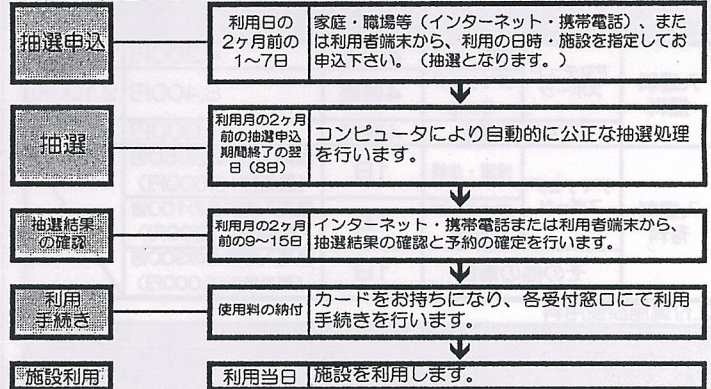 抽選申込
利用日の
2ヶ月前の
1～7日
家庭・職場等（インターネット・携帯電話）、また
は利用者端末から、利用の日時・施設を指定してお
申込下さい。（抽選となります。）
抽選
利用月の2ヶ月
前の抽選申込
期間終了の翌
日（8日）
コンピュータにより自動的に公正な抽選処理
を行います。
抽選結果
の確認
利用月の2ヶ月
前の9～15日
インターネット・携帯電話または利用者端末から、
抽選結果の確認と予約の確定を行います。
利用
手続き
使用料の納付
カードをお持ちになり、各受付窓口にて利用
手続きを行います。
施設利用
利用当日
施設を利用します。